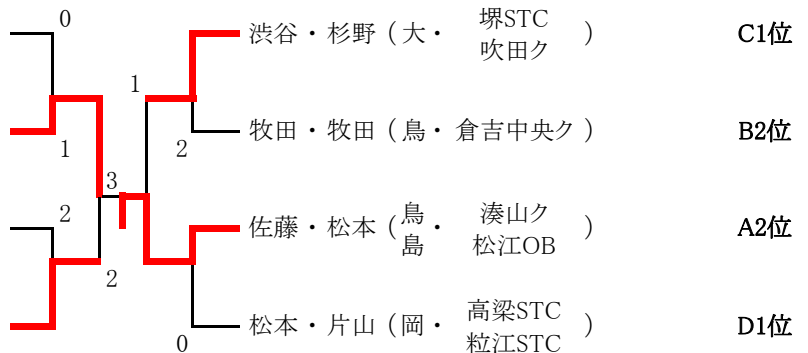 0
渋谷・杉野（大・ 堺STC 吹田ク ） C1位
1
1
2
牧田・牧田（鳥・ 倉吉中央ク ） B2位
3
2
佐藤・松本（鳥島・ 湊山ク 松江OB ） A2位
2
0
松本・片山（岡・ 高梁STC 粒江STC ） D1位